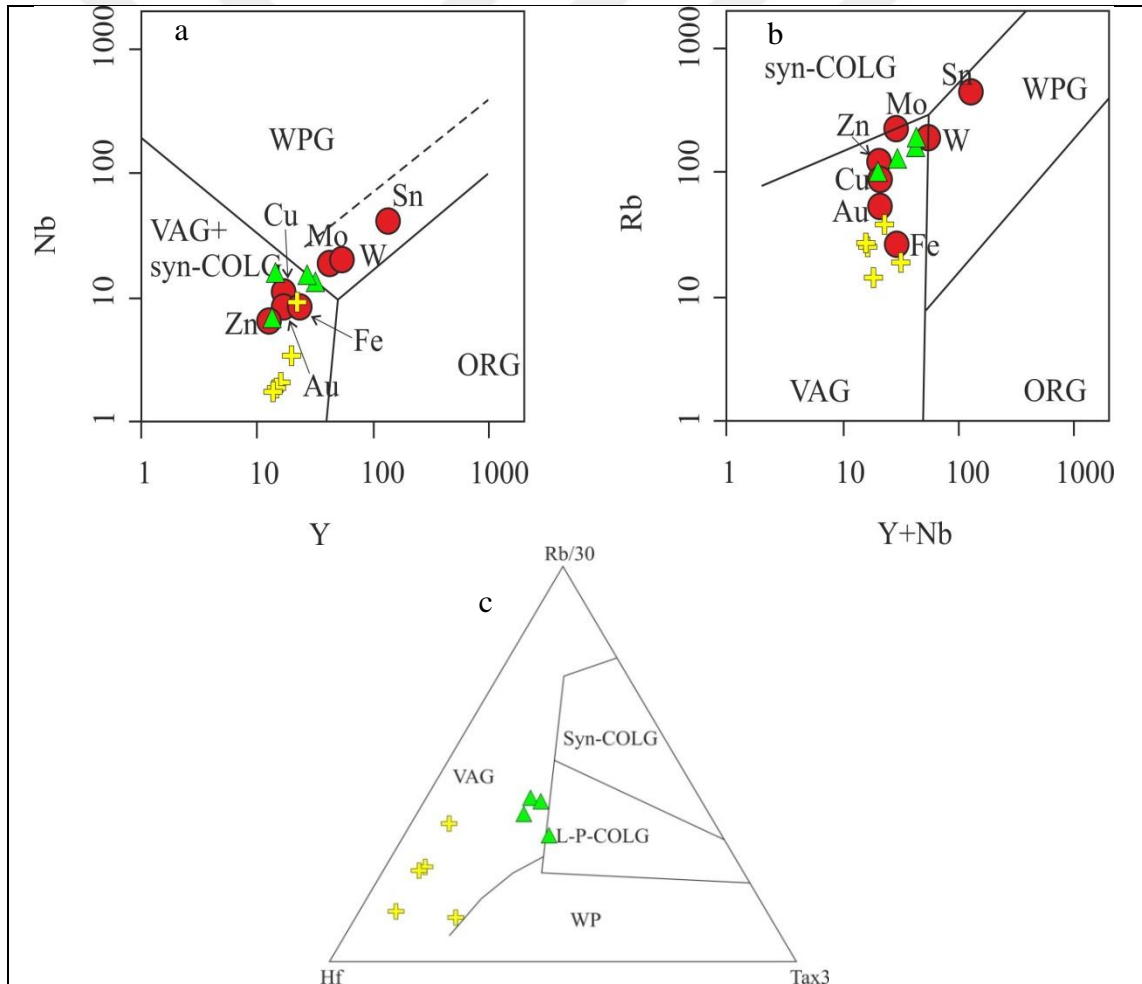 a
1000
100
10
1
Nb
WPG
VAG+
syn-COLG
Cu
Mo
Sn
W
Zn
Au
Fe
ORG
1 10 100 1000
Y
b
1000
100
10
1
Rb
syn-COLG
Sn
WPG
Mo
Zn
W
Cu
Au
Fe
VAG
ORG
1 10 100 1000
Y+Nb
Rb/30
c
Syn-COLG
VAG
L-P-COLG
WP
Hf
Tax3